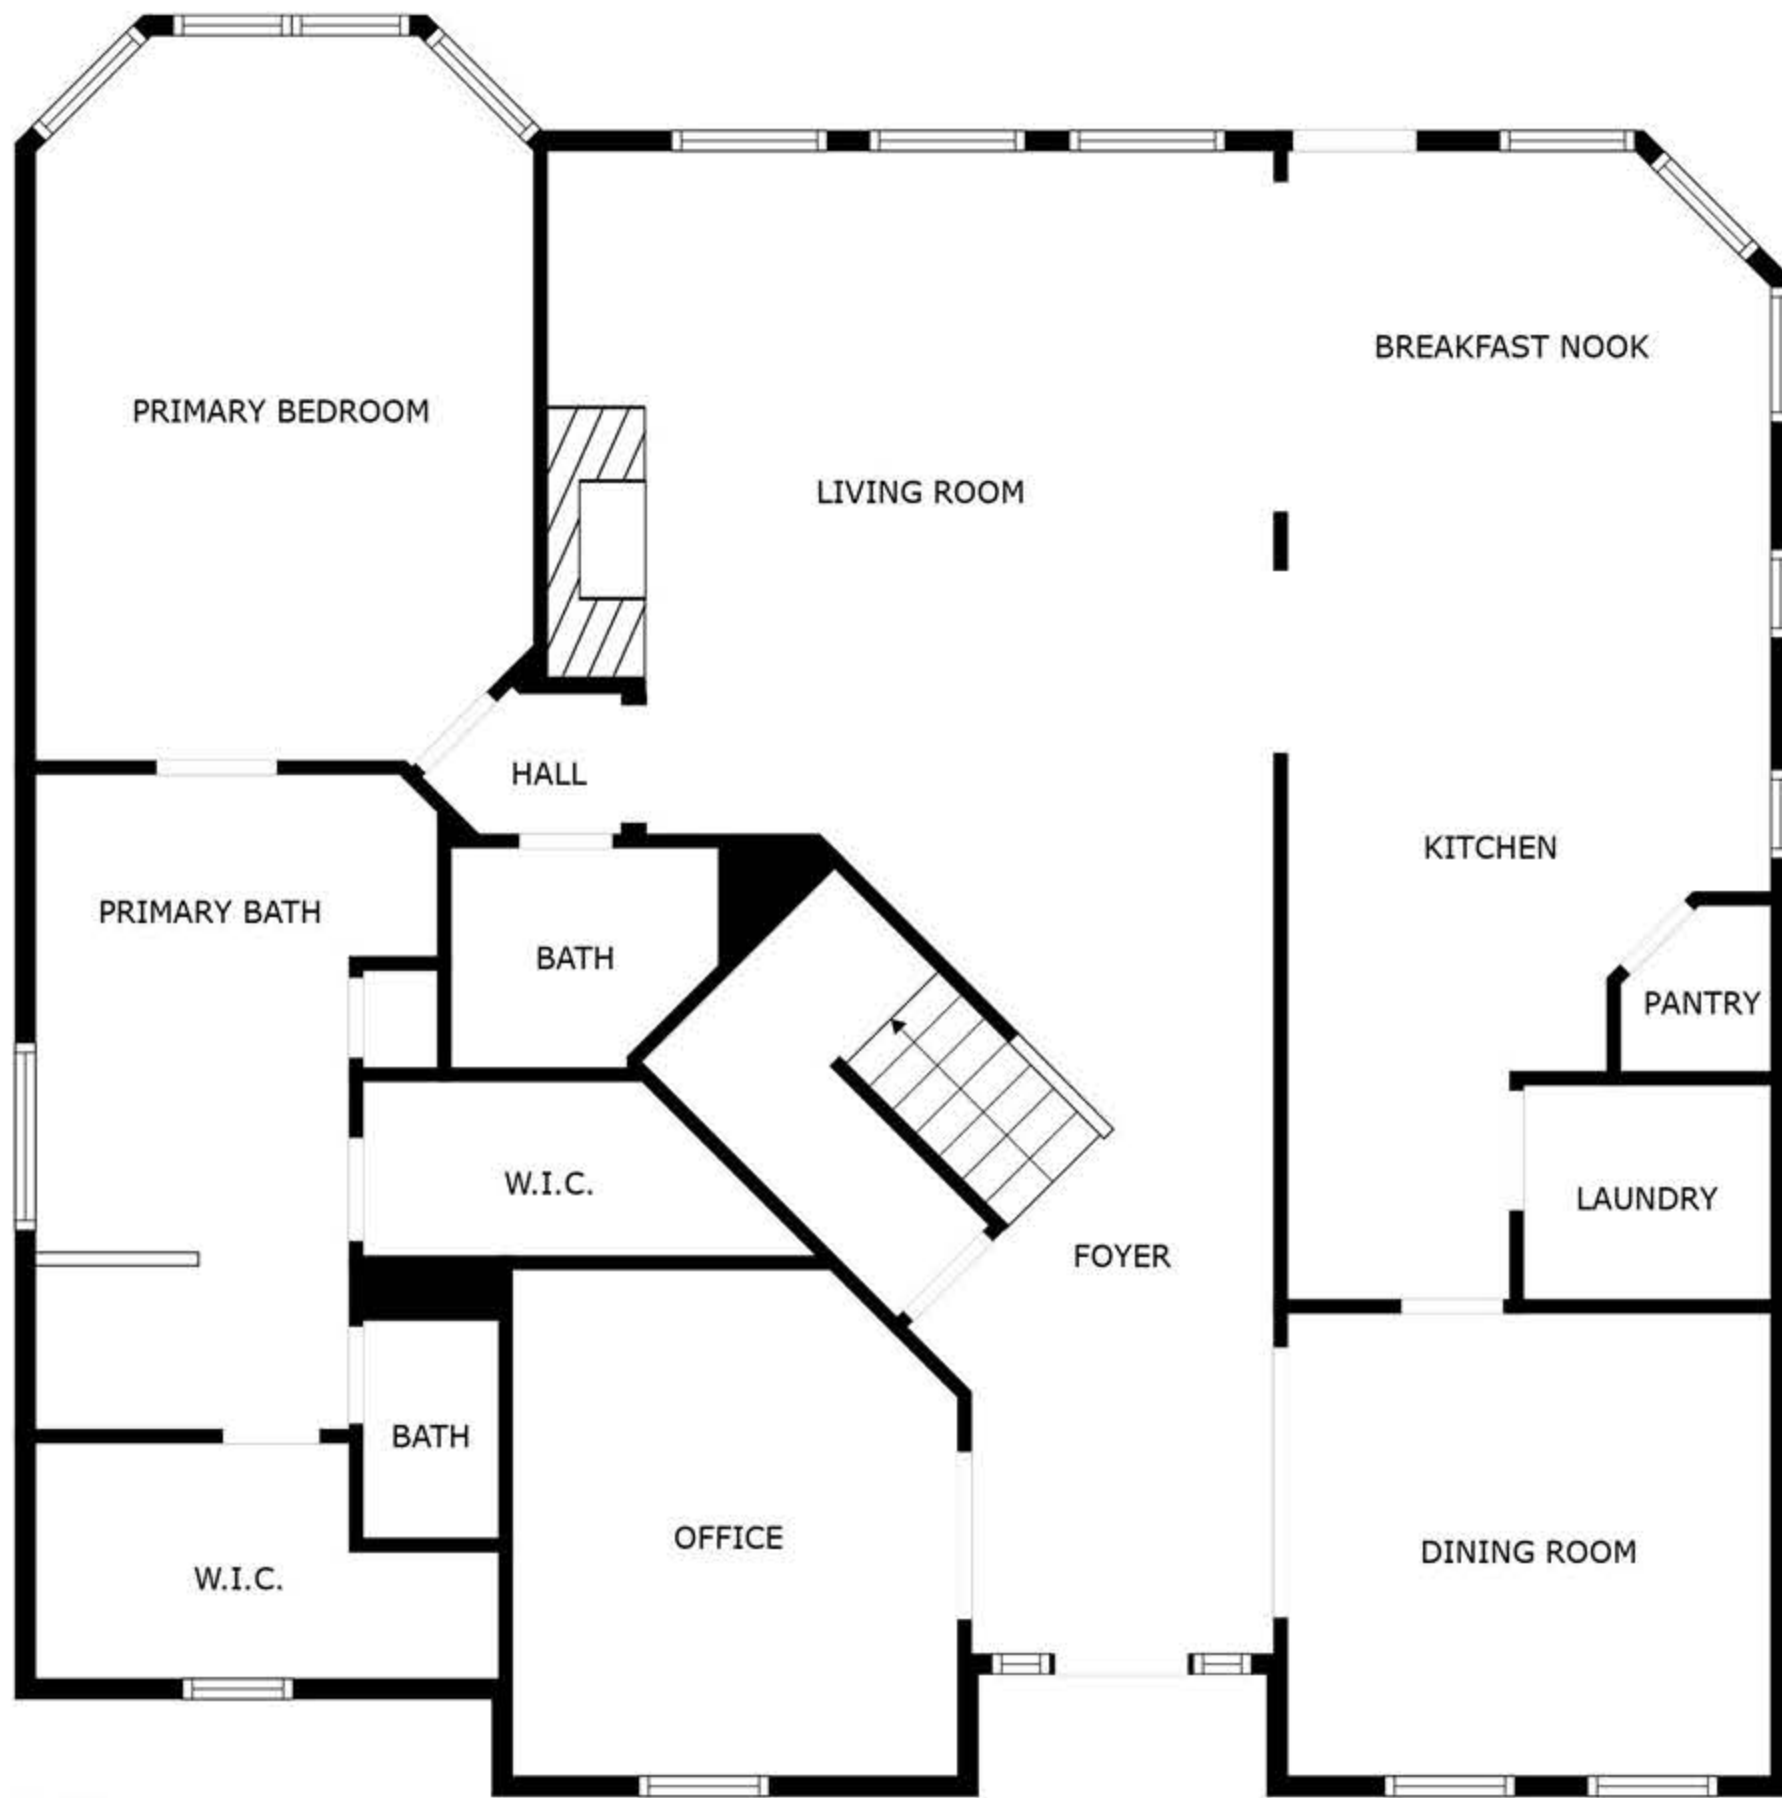 BREAKFAST NOOK
PRIMARY BEDROOM
LIVING ROOM
HALL
KITCHEN
PRIMARY BATH
BATH
PANTRY
W.I.C.
LAUNDRY
FOYER
BATH
OFFICE
DINING ROOM
W.I.C.